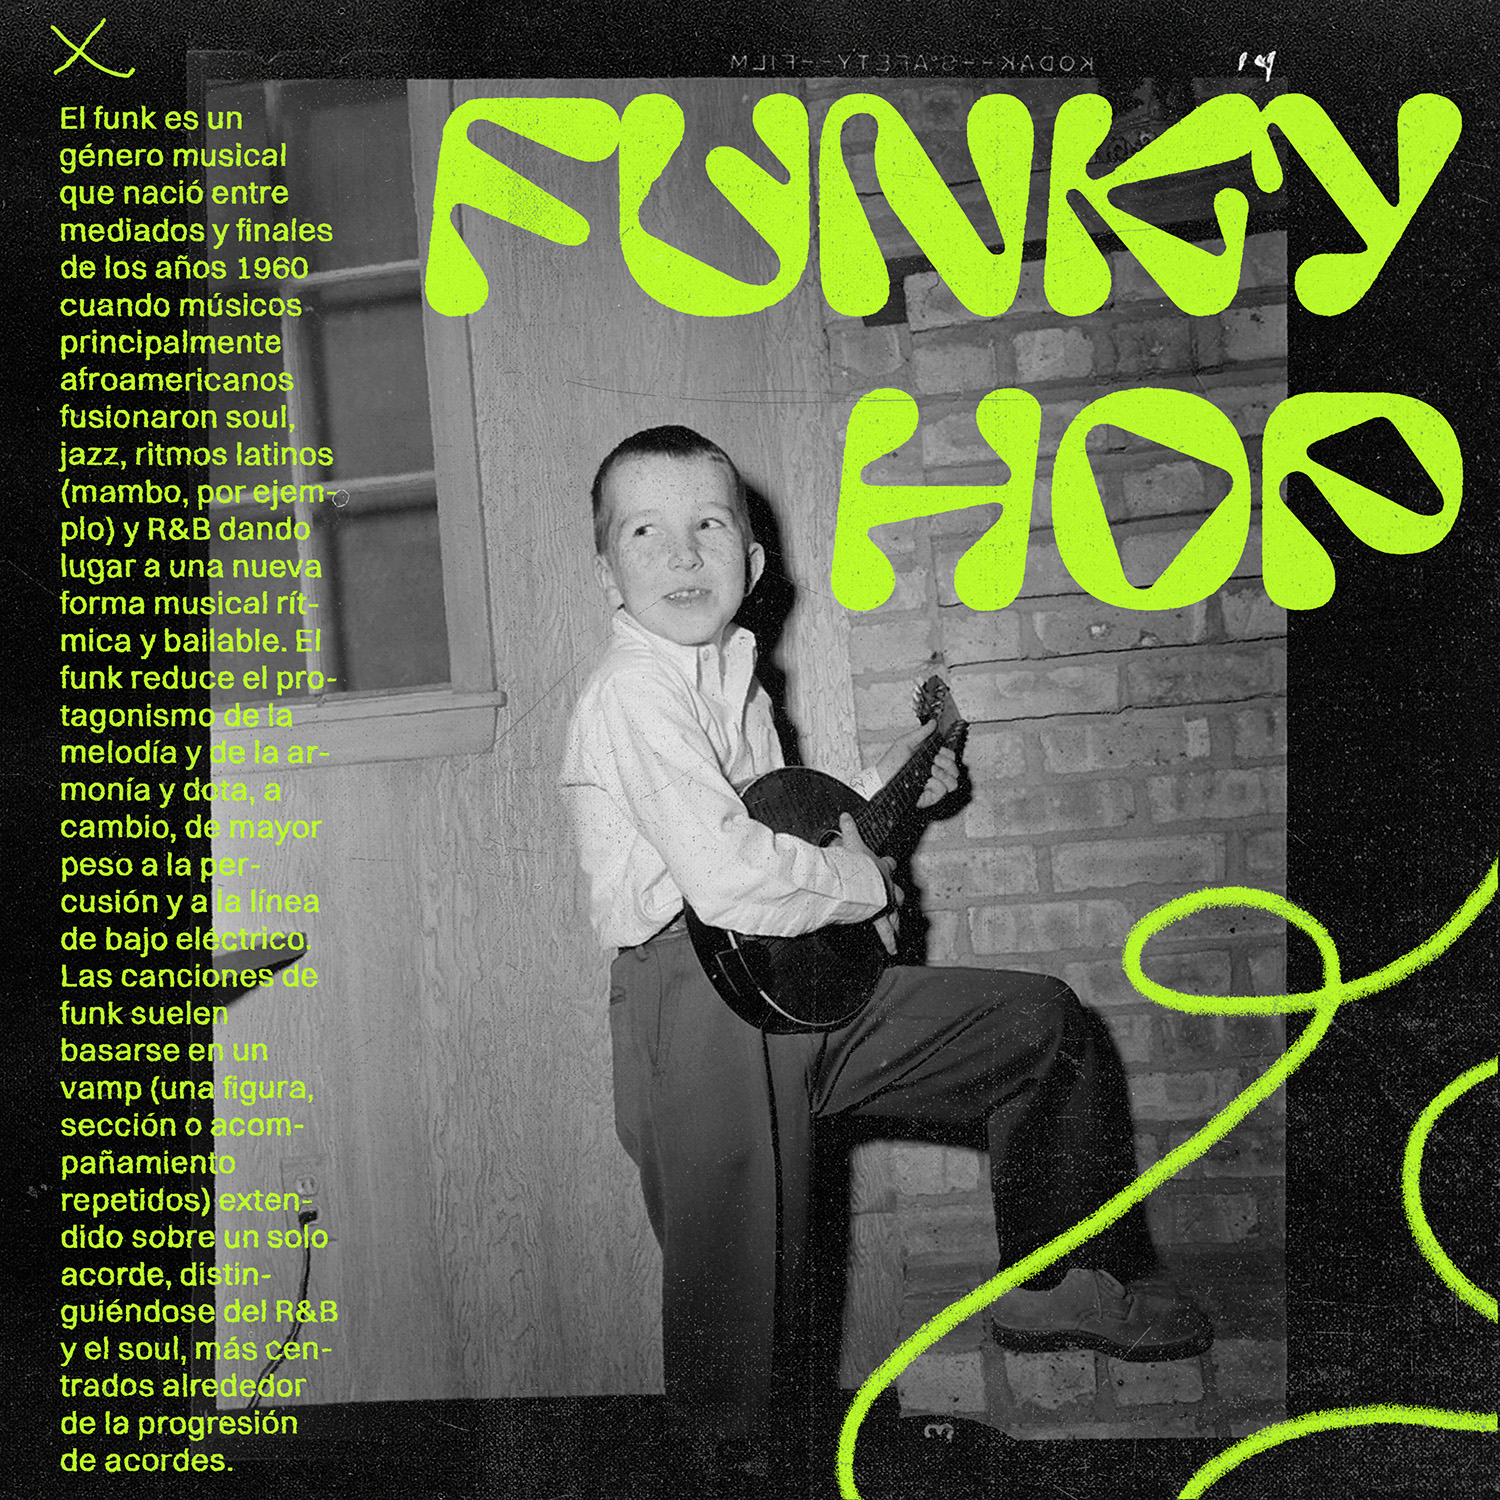 KODAK--SAFETY--FILM
14
FUNKY
HOP
X
El funk es un
género musical
que nació entre
mediados y finales
de los años 1960
cuando músicos
principalmente
afroamericanos
fusionaron soul,
jazz, ritmos latinos
(mambo, por ejem-
plo) y R&B dando
lugar a una nueva
forma musical rít-
mica y bailable. El
funk reduce el pro-
tagonismo de la
melodía y de la ar-
monía y dota, a
cambio, de mayor
peso a la per-
cusión y a la línea
de bajo eléctrico.
Las canciones de
funk suelen
basarse en un
vamp (una figura,
sección o acom-
pañamiento
repetidos) exten-
dido sobre un solo
acorde, distin-
guiéndose del R&B
y el soul, más cen-
trados alrededor
de la progresión
de acordes.
3